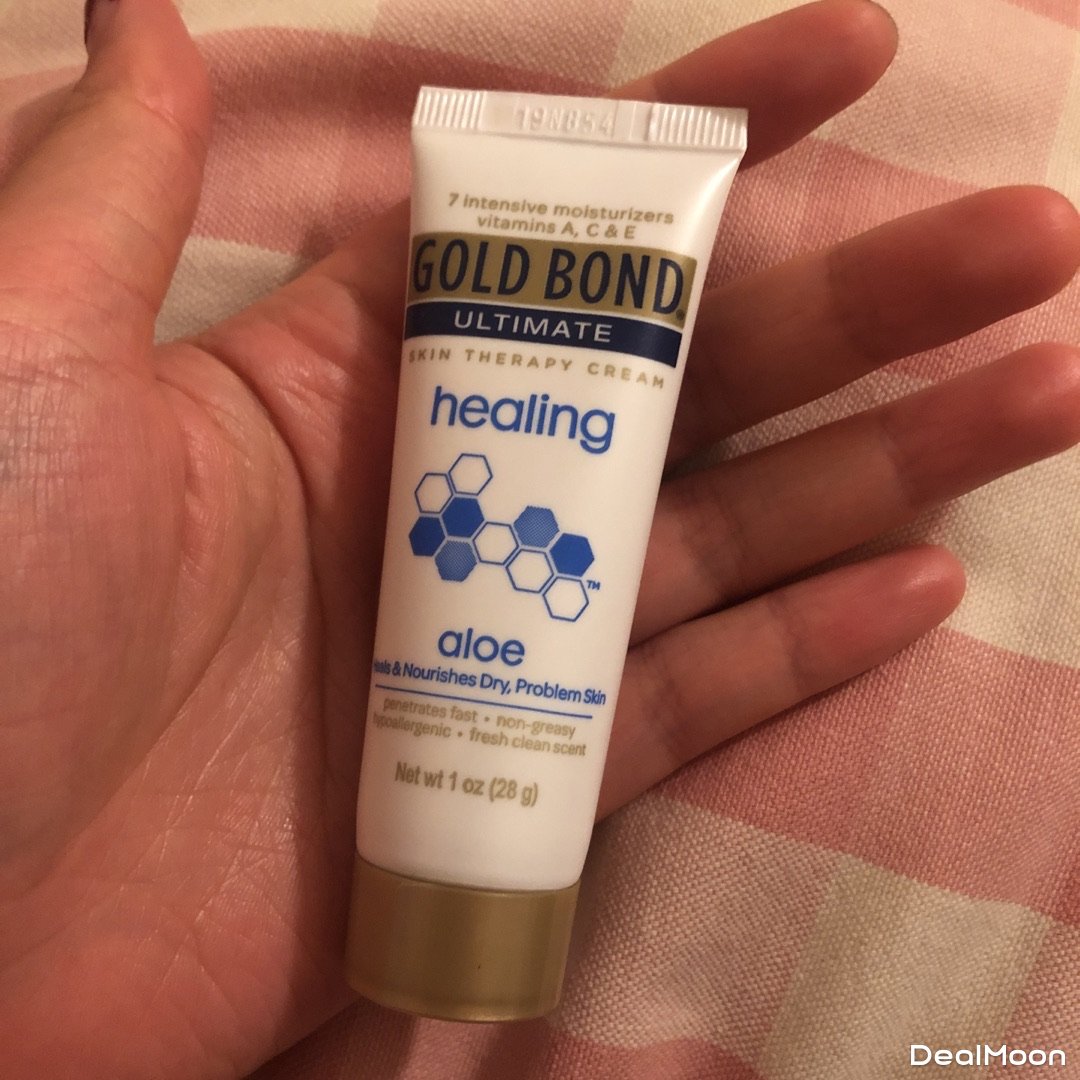 19N854
7 intensive moisturizers
vitamins A, C & E
GOLD BOND®
ULTIMATE
SKIN THERAPY CREAM
healing
TM
aloe
Heals & Nourishes Dry, Problem Skin
penetrates fast • non-greasy
hypoallergenic • fresh clean scent
Net wt 1 oz (28 g)
DealMoon